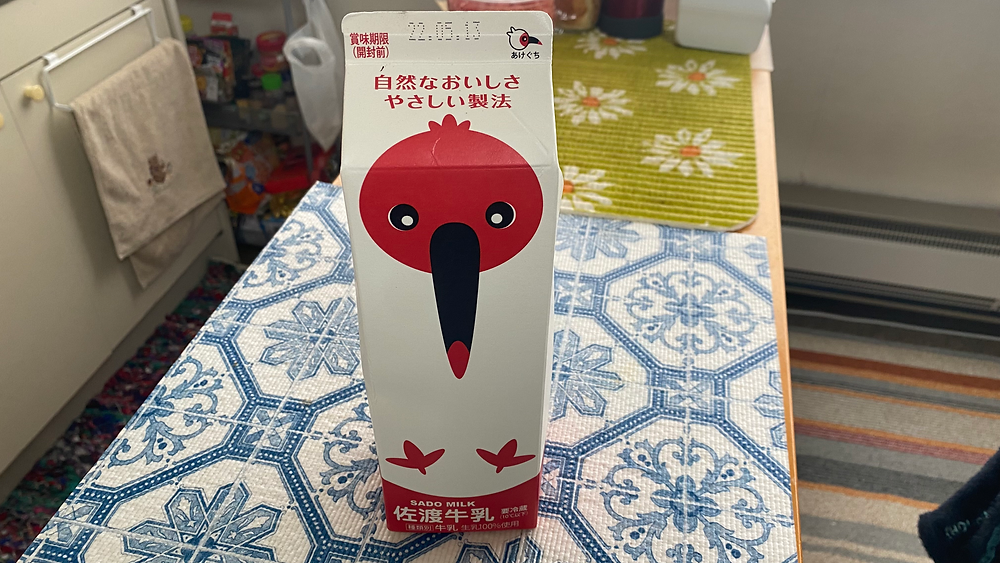 賞味期限
(開封前)
22.05.13
あけぐち
自然なおいしさ
やさしい製法
SADO MILK
佐渡牛乳
要冷蔵
(10℃以下)
種類別 牛乳 生乳100%使用